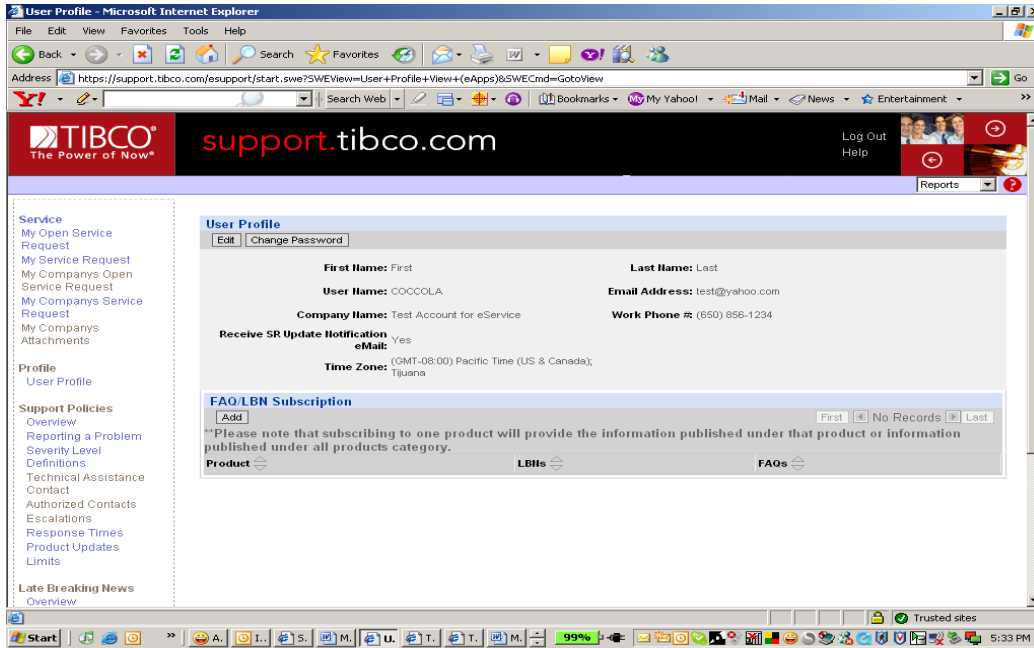 User Profile - Microsoft Internet Explorer
File Edit View Favorites Tools Help
Back Search Favorites
Address https://support.tibco.com/esupport/start.swe?SWEView=User+Profile+View+(eApps)&SWECmd=GotoView Go
Y! Search Web Bookmarks My Yahoo! Mail News Entertainment »
TIBCO®
The Power of Now®
support.tibco.com
Log Out
Help
Reports ?
Service
My Open Service
Request
My Service Request
My Companys Open
Service Request
My Companys Service
Request
My Companys
Attachments
Profile
User Profile
Support Policies
Overview
Reporting a Problem
Severity Level
Definitions
Technical Assistance
Contact
Authorized Contacts
Escalations
Response Times
Product Updates
Limits
Late Breaking News
Overview
User Profile
Edit Change Password
First Name: First Last Name: Last
User Name: COCCOLA Email Address: test@yahoo.com
Company Name: Test Account for eService Work Phone #: (650) 856-1234
Receive SR Update Notification
eMail: Yes
Time Zone: (GMT-08:00) Pacific Time (US & Canada);
Tijuana
FAQ/LBN Subscription
Add First No Records Last
**Please note that subscribing to one product will provide the information published under that product or information
published under all products category.
Product LBNs FAQs
Trusted sites
Start » A. I.. S. M. U. T. T. M. 99% 5:33 PM